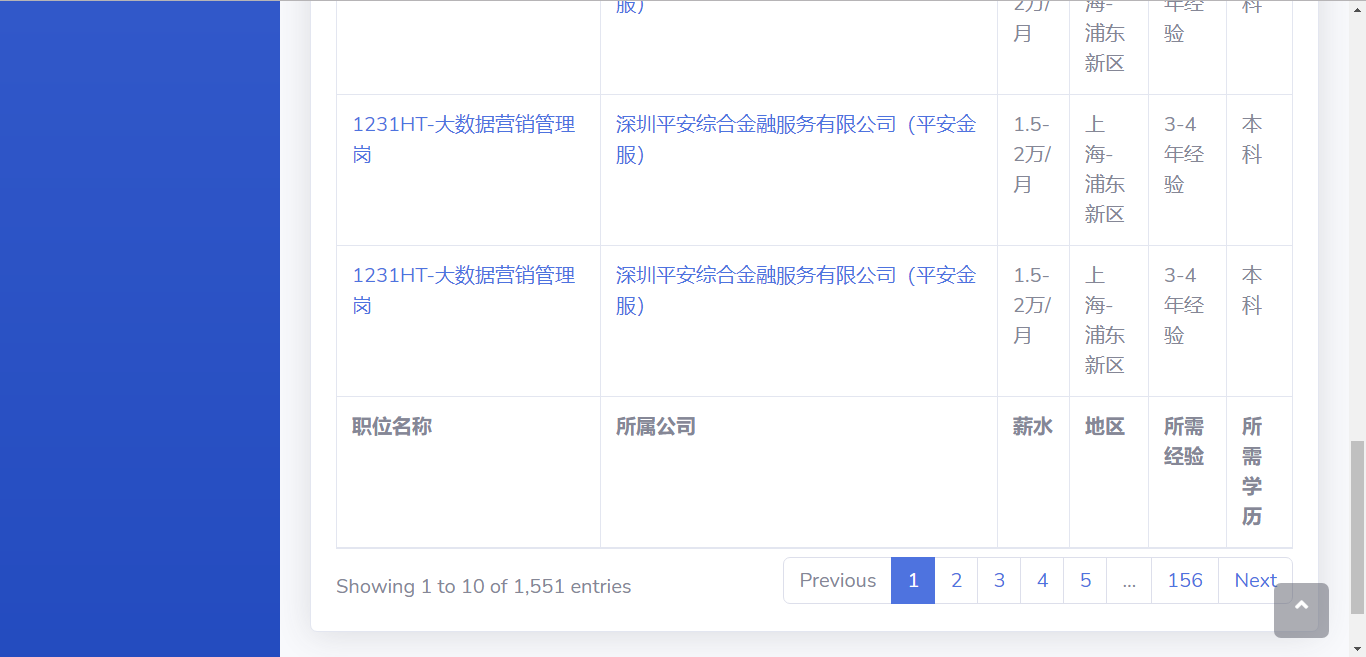 服）
2万/
海-
年经
科
月
浦东
验
新区
1231HT-大数据营销管理
深圳平安综合金融服务有限公司（平安金
1.5-
上
3-4
本
岗
服）
2万/
海-
年经
科
月
浦东
验
新区
1231HT-大数据营销管理
深圳平安综合金融服务有限公司（平安金
1.5-
上
3-4
本
岗
服）
2万/
海-
年经
科
月
浦东
验
新区
职位名称
所属公司
薪水
地区
所需
所
经验
需
学
历
Showing 1 to 10 of 1,551 entries
Previous 1 2 3 4 5 ... 156 Next